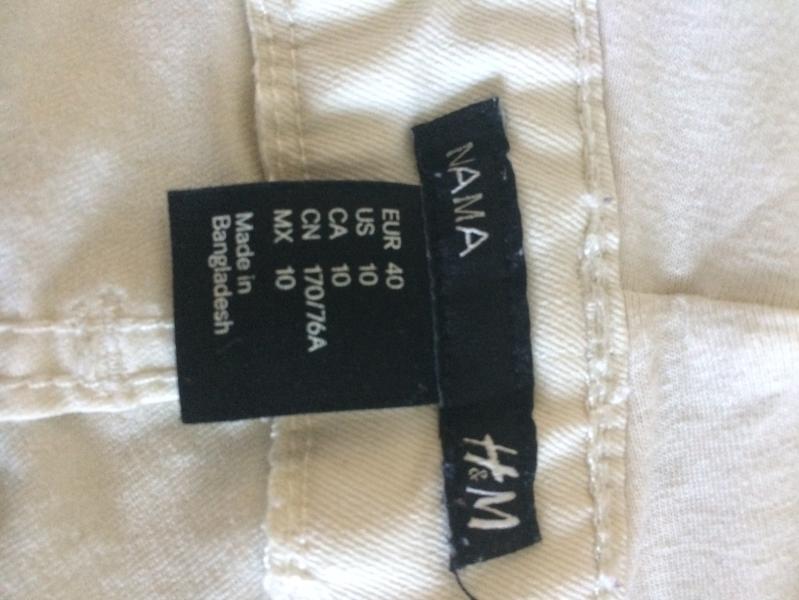 MAMA
H&M
EUR 40
US 10
CA 10
CN 170/76A
MX 10
Made in
Bangladesh